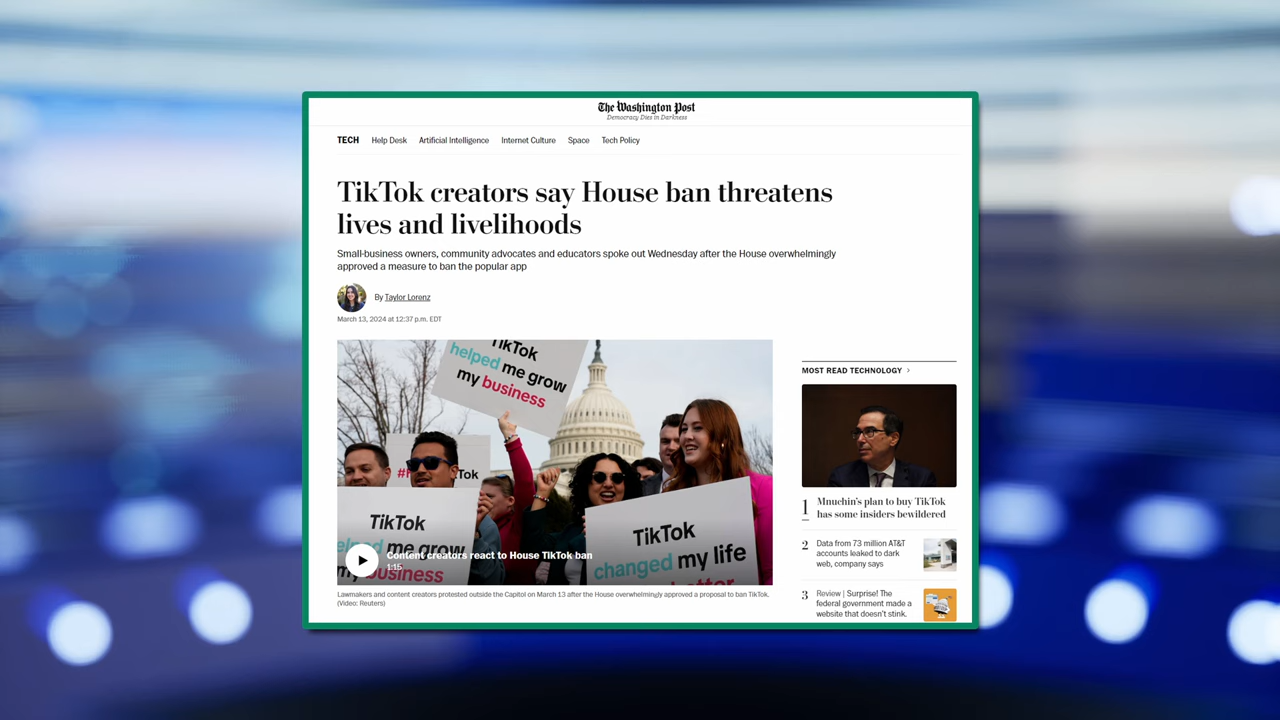 The Washington Post
Democracy Dies in Darkness
TECH Help Desk Artificial Intelligence Internet Culture Space Tech Policy
TikTok creators say House ban threatens
lives and livelihoods
Small-business owners, community advocates and educators spoke out Wednesday after the House overwhelmingly
approved a measure to ban the popular app
By Taylor Lorenz
March 13, 2024 at 12:37 p.m. EDT
TikTok
helped me grow
my business
Tok
TikTok
me grow
business
TikTok
changed my life
Content creators react to House TikTok ban
1:15
Lawmakers and content creators protested outside the Capitol on March 13 after the House overwhelmingly approved a proposal to ban TikTok.
(Video: Reuters)
MOST READ TECHNOLOGY >
1 Mnuchin's plan to buy TikTok
has some insiders bewildered
2 Data from 73 million AT&T
accounts leaked to dark
web, company says
3 Review | Surprise! The
federal government made a
website that doesn't stink.